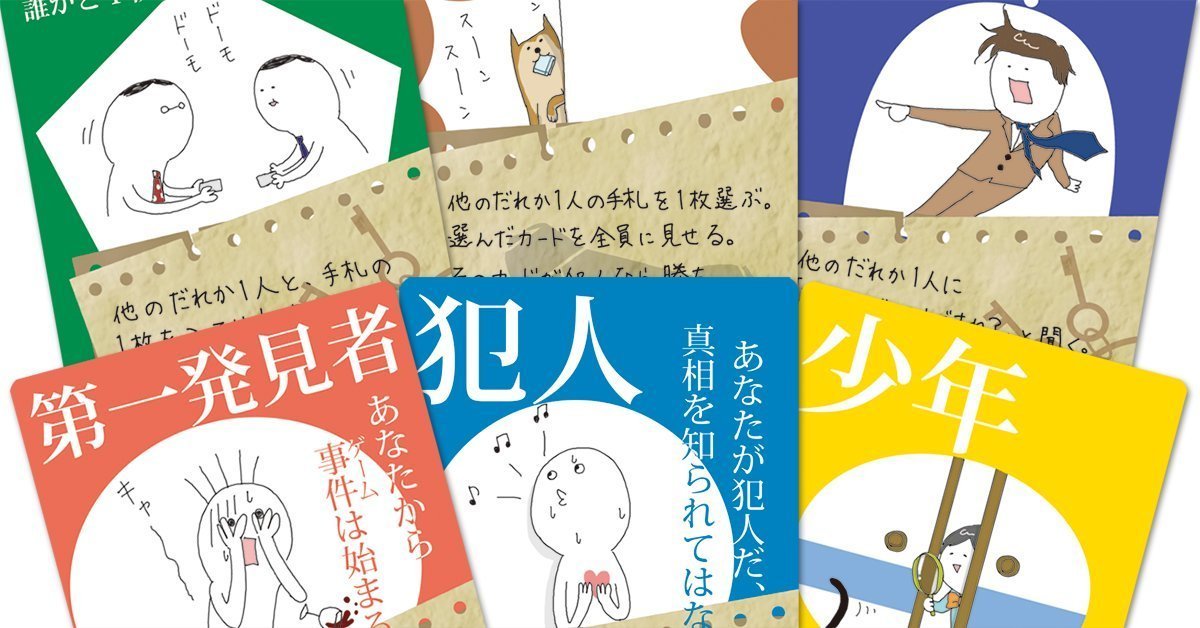 ドーモ
ドーモ
スーン
スーン
他のだれか1人と、手札の
他のだれか1人の手札を1枚選ぶ。
選んだカードを全員に見せる。
他のだれか1人に
と聞く。
第一発見者
あなたから
ゲーム
事件は始まる
キャー
犯人
あなたが犯人だ、
真相を知られてはな
少年